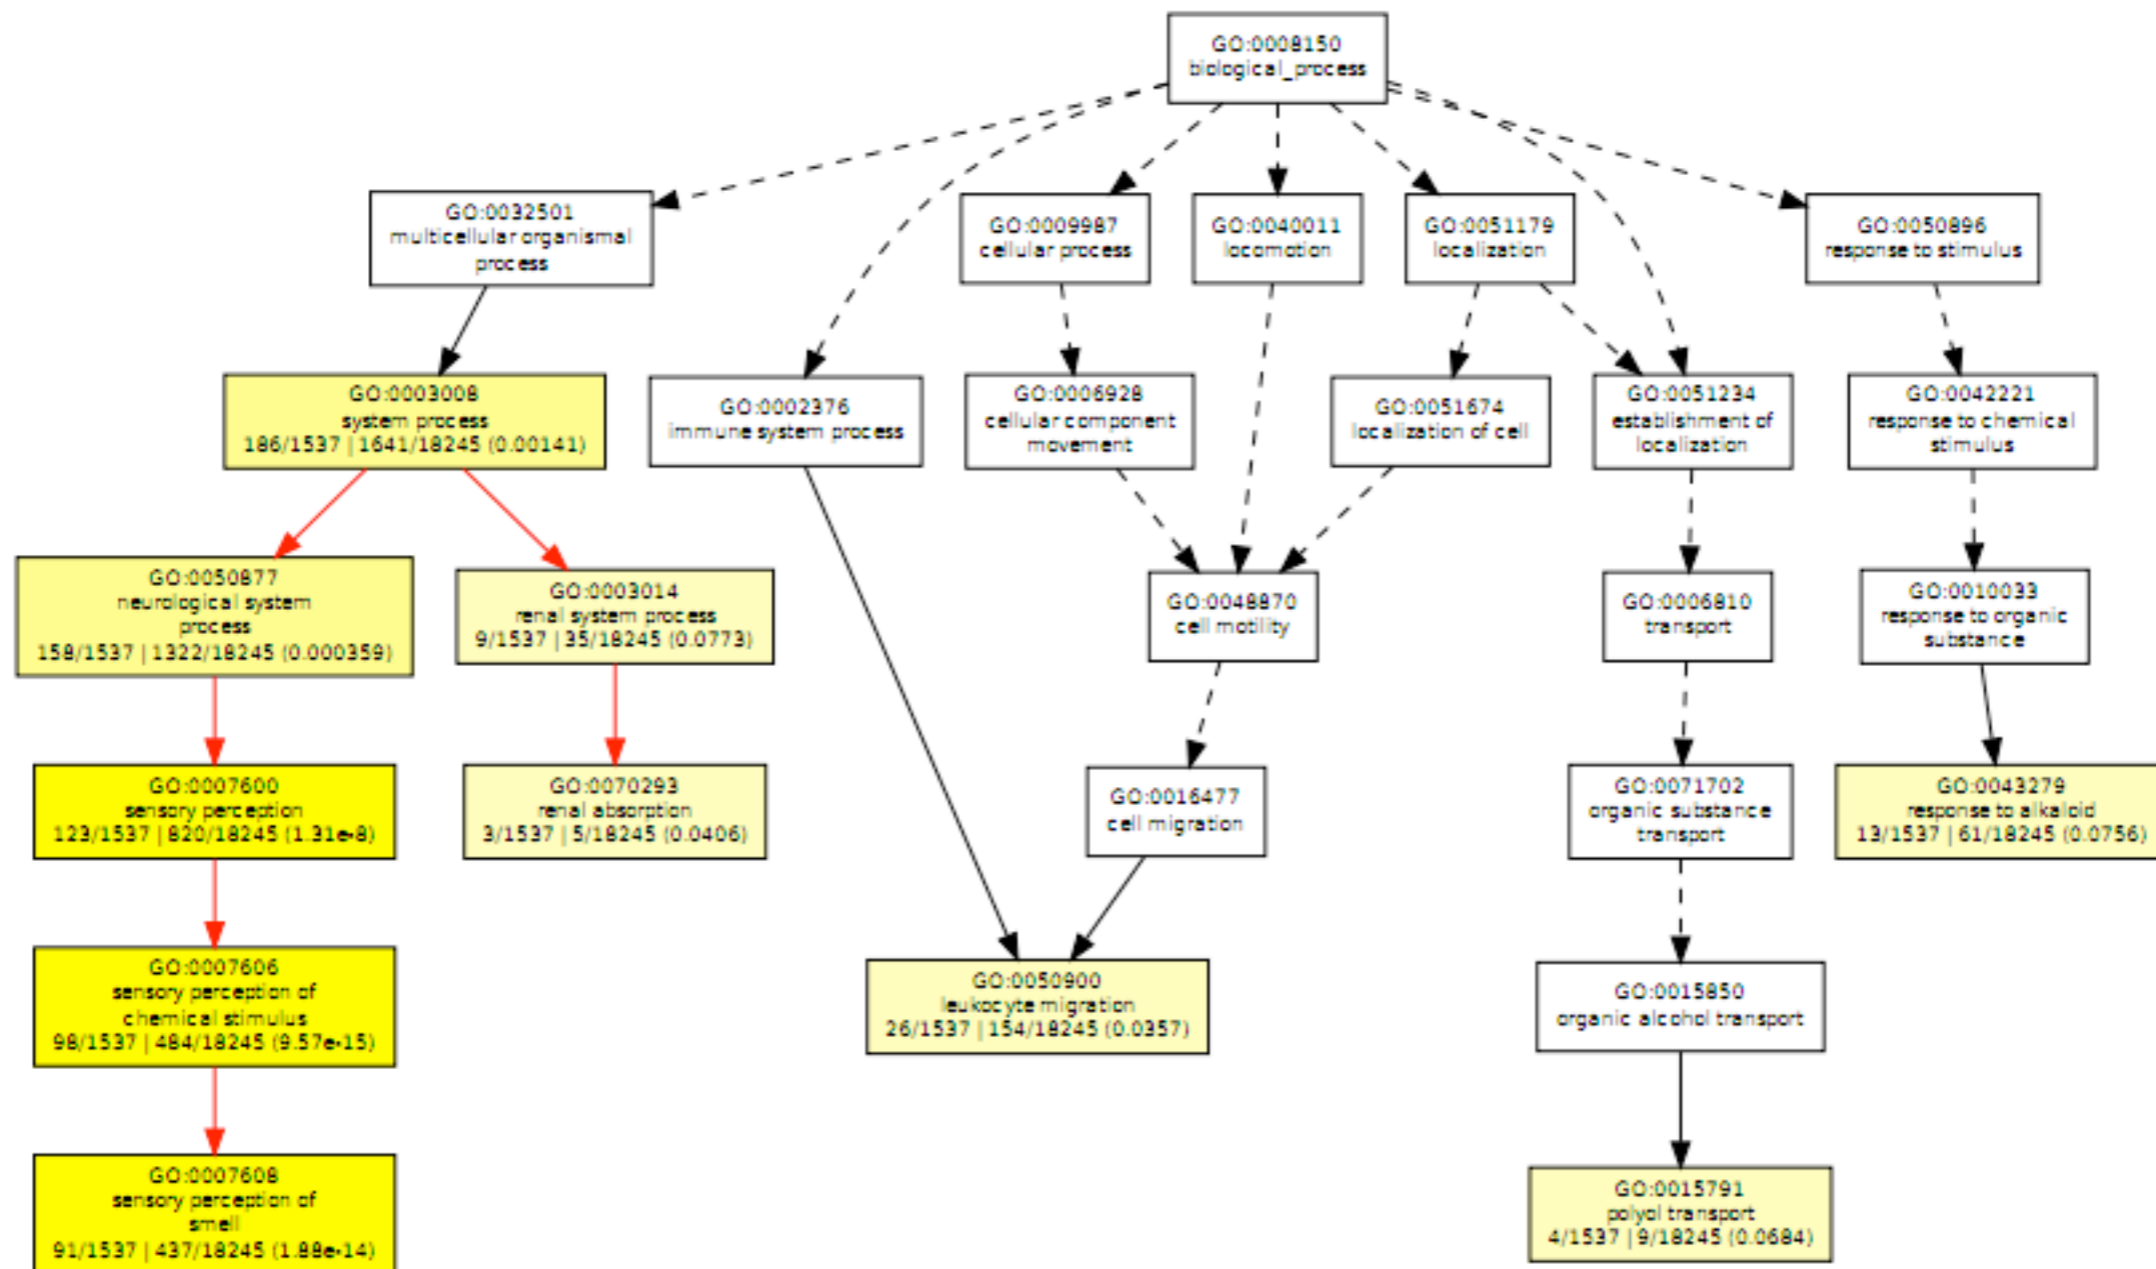 GO:0008150
biological_process
GO:0032501
multicellular organismal
process
GO:0009987
cellular process
GO:0040011
locomotion
GO:0051179
localization
GO:0050896
response to stimulus
GO:0003008
system process
186/1537 | 1641/18245 (0.00141)
GO:0002376
immune system process
GO:0006928
cellular component
movement
GO:0051674
localization of cell
GO:0051234
establishment of
localization
GO:0042221
response to chemical
stimulus
GO:0050877
neurological system
process
158/1537 | 1322/18245 (0.000359)
GO:0003014
renal system process
9/1537 | 35/18245 (0.0773)
GO:0048870
cell motility
GO:0006810
transport
GO:0010033
response to organic
substance
GO:0007600
sensory perception
123/1537 | 820/18245 (1.31e-8)
GO:0070293
renal absorption
3/1537 | 5/18245 (0.0406)
GO:0016477
cell migration
GO:0071702
organic substance
transport
GO:0043279
response to alkaloid
13/1537 | 61/18245 (0.0756)
GO:0007606
sensory perception of
chemical stimulus
98/1537 | 484/18245 (9.57e-15)
GO:0050900
leukocyte migration
26/1537 | 154/18245 (0.0357)
GO:0015850
organic alcohol transport
GO:0007608
sensory perception of
smell
91/1537 | 437/18245 (1.88e-14)
GO:0015791
polyol transport
4/1537 | 9/18245 (0.0684)